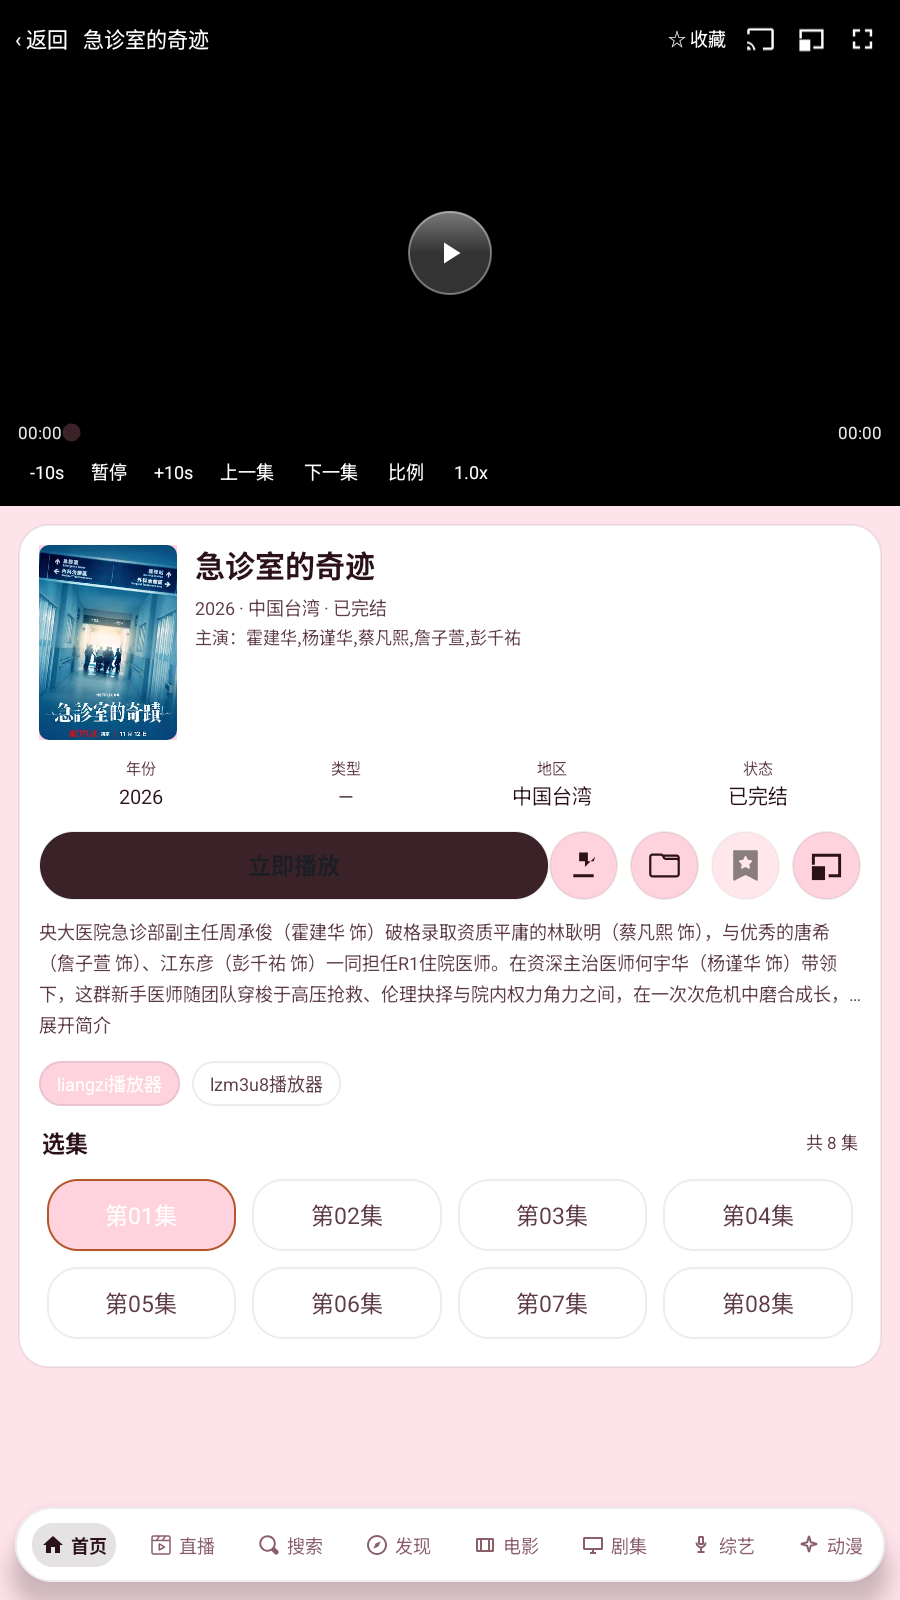 ‹ 返回 急诊室的奇迹 ☆ 收藏
00:00 00:00
-10s 暂停 +10s 上一集 下一集 比例 1.0x
急诊室的奇迹
2026 · 中国台湾 · 已完结
主演：霍建华,杨谨华,蔡凡熙,詹子萱,彭千祐
急診室的奇蹟
NETFLIX
年份 类型 地区 状态
2026 — 中国台湾 已完结
立即播放
央大医院急诊部副主任周承俊（霍建华 饰）破格录取资质平庸的林耿明（蔡凡熙 饰），与优秀的唐希
（詹子萱 饰）、江东彦（彭千祐 饰）一同担任R1住院医师。在资深主治医师何宇华（杨谨华 饰）带领
下，这群新手医师随团队穿梭于高压抢救、伦理抉择与院内权力角力之间，在一次次危机中磨合成长，...
展开简介
liangzi播放器 lzm3u8播放器
选集 共 8 集
第01集 第02集 第03集 第04集
第05集 第06集 第07集 第08集
首页 直播 搜索 发现 电影 剧集 综艺 动漫